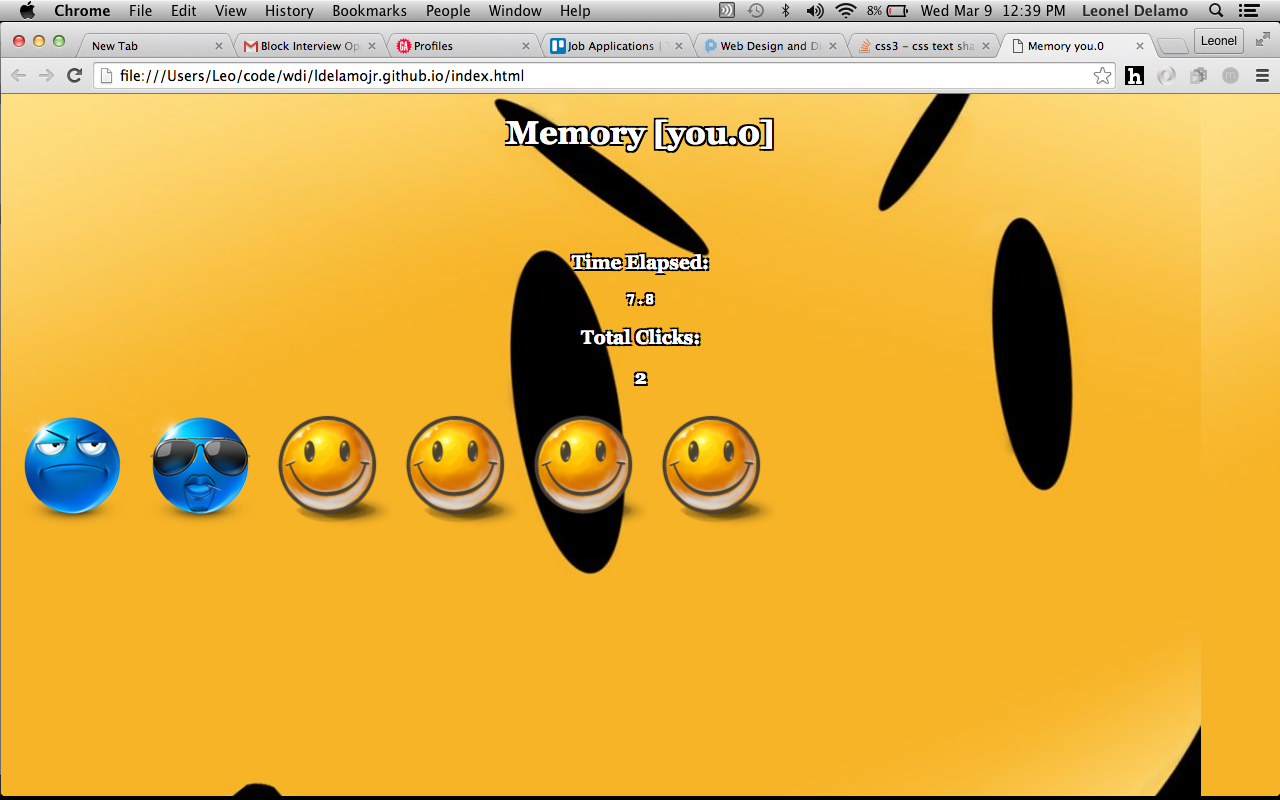 Chrome File Edit View History Bookmarks People Window Help 8% Wed Mar 9 12:39 PM Leonel Delamo
New Tab Block Interview Op GA Profiles Job Applications | Web Design and D css3 - css text sha Memory you.0 Leonel
file:///Users/Leo/code/wdi/ldelamojr.github.io/index.html h
Memory [you.0]
Time Elapsed:
7.8
Total Clicks:
2